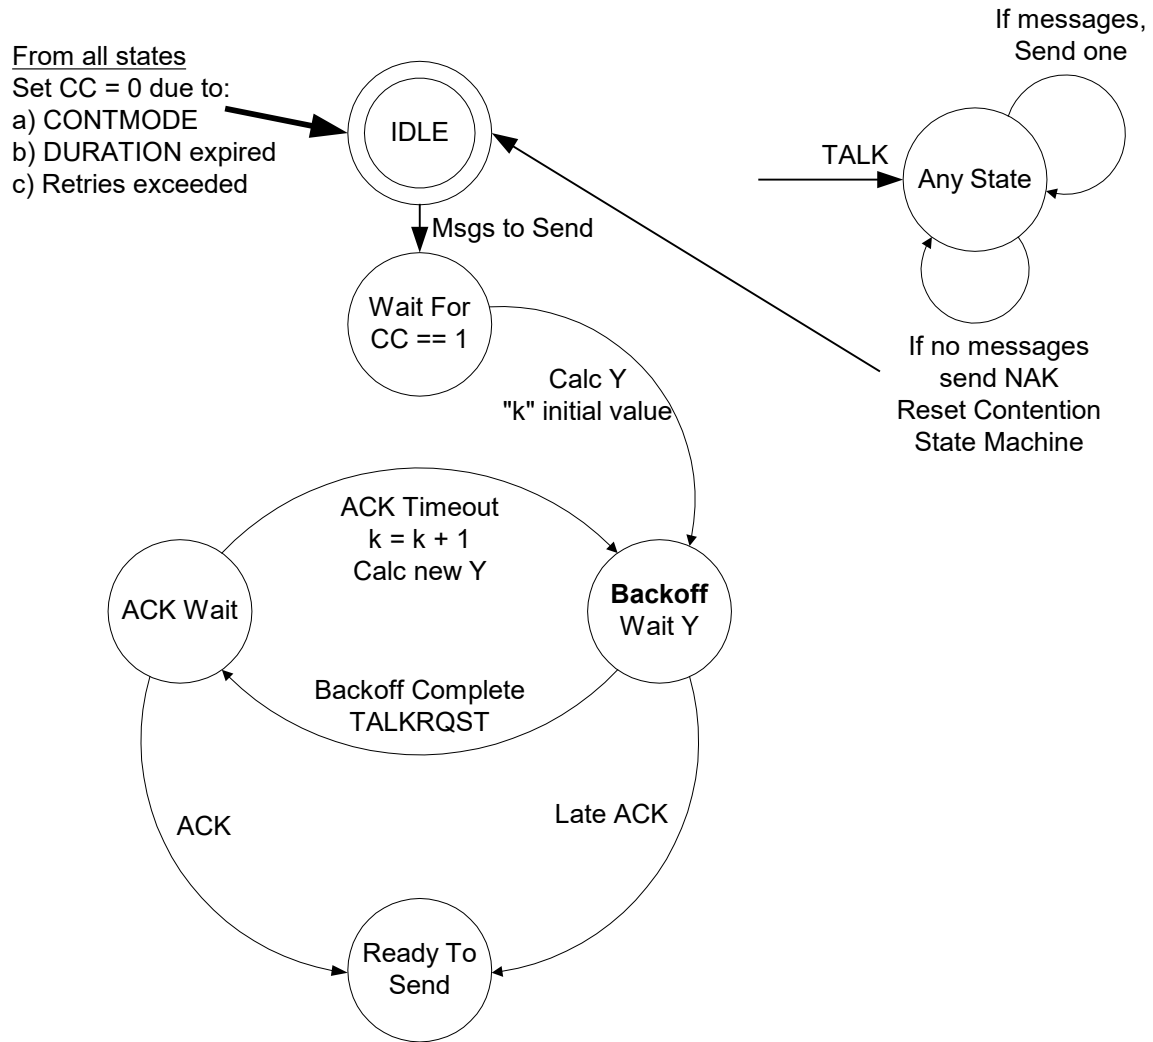 From all states
Set CC = 0 due to:
a) CONTMODE
b) DURATION expired
c) Retries exceeded
IDLE
Msgs to Send
Wait For
CC == 1
Calc Y
"k" initial value
If messages,
Send one
TALK
Any State
If no messages
send NAK
Reset Contention
State Machine
ACK Timeout
k = k + 1
Calc new Y
ACK Wait
Backoff
Wait Y
Backoff Complete
TALKRQST
ACK
Late ACK
Ready To
Send